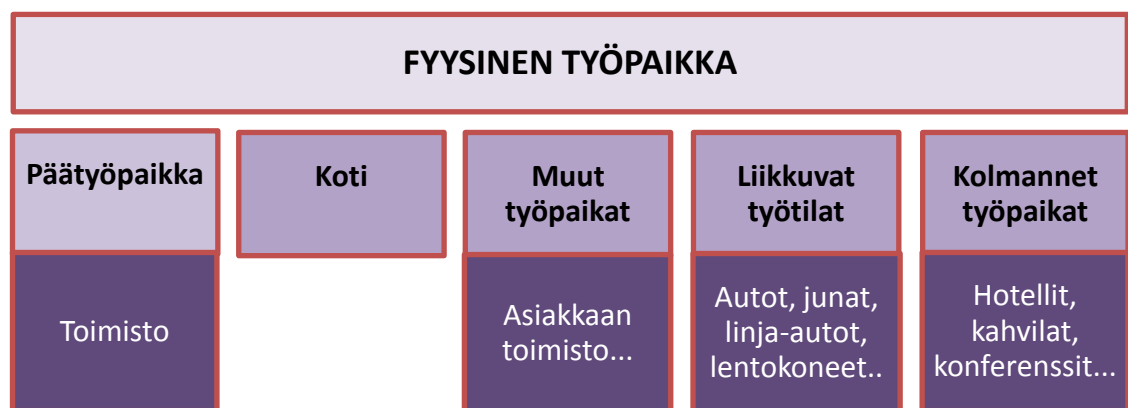 FYYSINEN TYÖPAIKKA
Päätyöpaikka
Koti
Muut
työpaikat
Liikkuvat
työtilat
Kolmannet
työpaikat
Toimisto
Asiakkaan
toimisto...
Autot, junat,
linja-autot,
lentokoneet..
Hotellit,
kahvilat,
konferenssit...